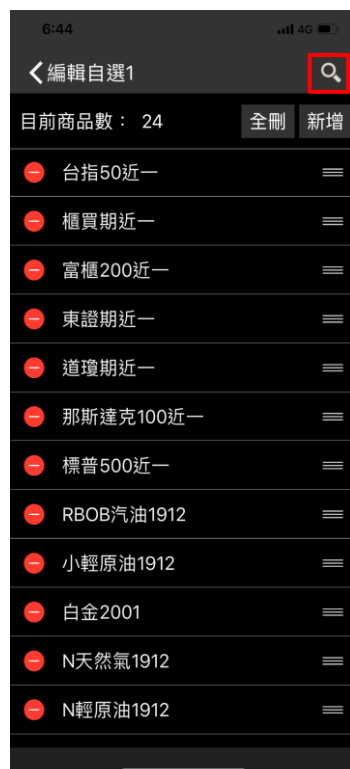 6:44 4G
編輯自選1
目前商品數： 24 全刪 新增
台指50近一
櫃買期近一
富櫃200近一
東證期近一
道瓊期近一
那斯達克100近一
標普500近一
RBOB汽油1912
小輕原油1912
白金2001
N天然氣1912
N輕原油1912